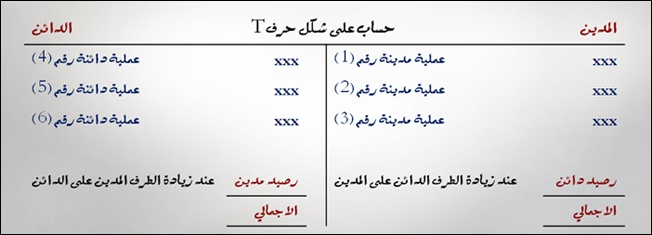 المدين حساب على شكل حرف T الدائن
xxx عملية مدينة رقم (1) xxx عملية دائنة رقم (4)
xxx عملية مدينة رقم (2) xxx عملية دائنة رقم (5)
xxx عملية مدينة رقم (3) xxx عملية دائنة رقم (6)
رصيد دائن عند زيادة الطرف الدائن على المدين رصيد مدين عند زيادة الطرف المدين على الدائن
الاجمالي الاجمالي